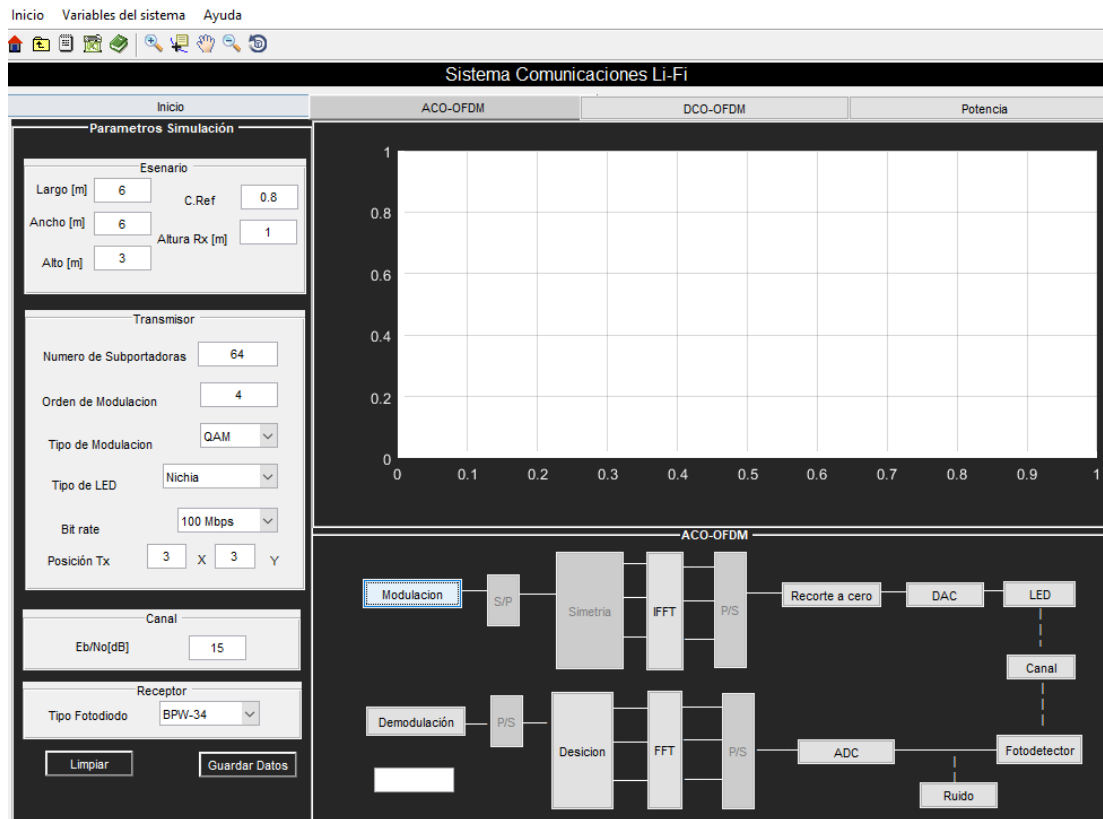 Inicio Variables del sistema Ayuda
Sistema Comunicaciones Li-Fi
Inicio ACO-OFDM DCO-OFDM Potencia
Parametros Simulación
Esenario
Largo [m] 6 C.Ref 0.8
Ancho [m] 6 Altura Rx [m] 1
Alto [m] 3
Transmisor
Numero de Subportadoras 64
Orden de Modulacion 4
Tipo de Modulacion QAM
Tipo de LED Nichia
Bit rate 100 Mbps
Posición Tx 3 X 3 Y
Canal
Eb/No[dB] 15
Receptor
Tipo Fotodiodo BPW-34
Limpiar Guardar Datos
1
0.8
0.6
0.4
0.2
0
0 0.1 0.2 0.3 0.4 0.5 0.6 0.7 0.8 0.9 1
ACO-OFDM
Modulacion S/P Simetria IFFT P/S Recorte a cero DAC LED
Canal
Demodulación P/S Desicion FFT P/S ADC Fotodetector
Ruido